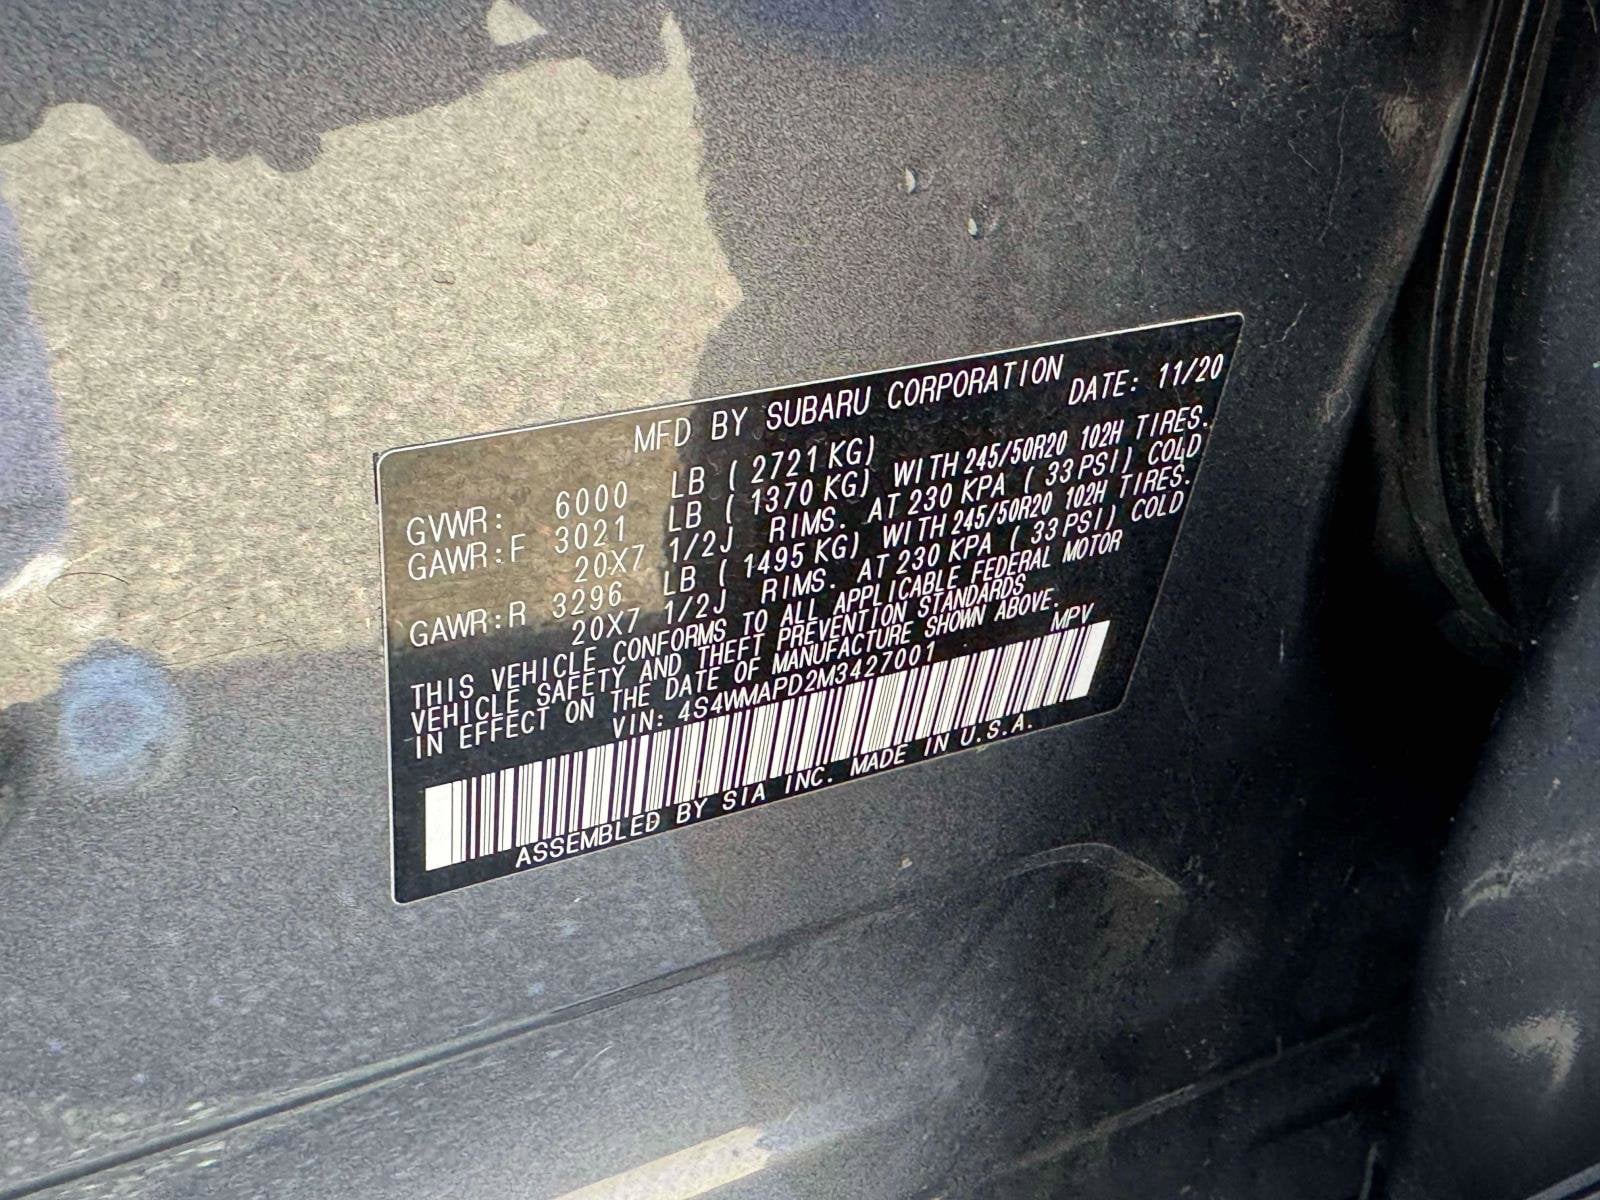 MFD BY SUBARU CORPORATION
DATE: 11/20
GVWR: 6000 LB ( 2721 KG)
GAWR:F 3021 LB ( 1370 KG) WITH 245/50R20 102H TIRES.
20X7 1/2J RIMS. AT 230 KPA ( 33 PSI) COLD
GAWR:R 3296 LB ( 1495 KG) WITH 245/50R20 102H TIRES.
20X7 1/2J RIMS. AT 230 KPA ( 33 PSI) COLD
THIS VEHICLE CONFORMS TO ALL APPLICABLE FEDERAL MOTOR
VEHICLE SAFETY AND THEFT PREVENTION STANDARDS
IN EFFECT ON THE DATE OF MANUFACTURE SHOWN ABOVE.
VIN: 4S4WMAPD2M3427001 MPV
ASSEMBLED BY SIA INC. MADE IN U.S.A.